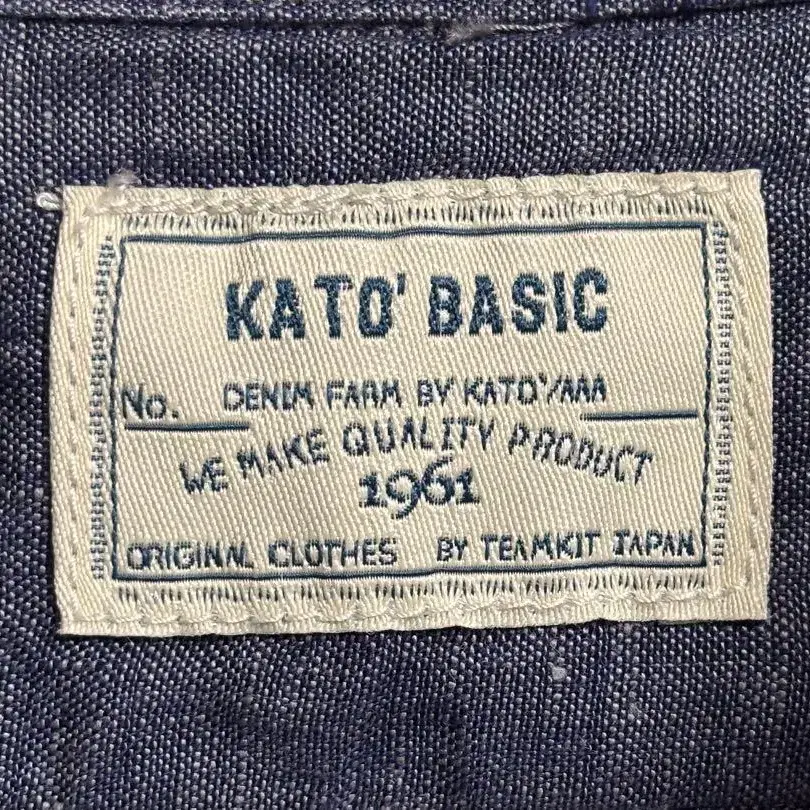 KATO' BASIC
No. DENIM FARM BY KATO'/AAA
WE MAKE QUALITY PRODUCT
1961
ORIGINAL CLOTHES BY TEAMKIT JAPAN